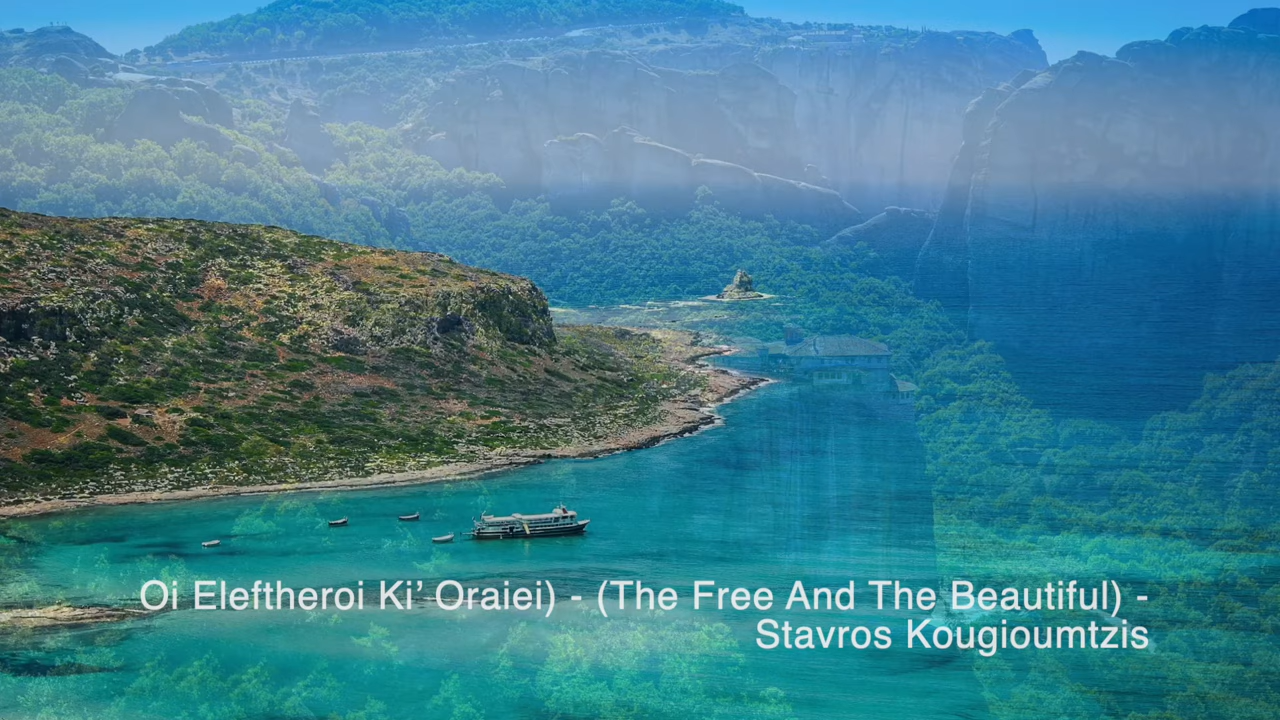 Oi Eleftheroi Ki’ Oraiei) - (The Free And The Beautiful) -
Stavros Kougioumtzis